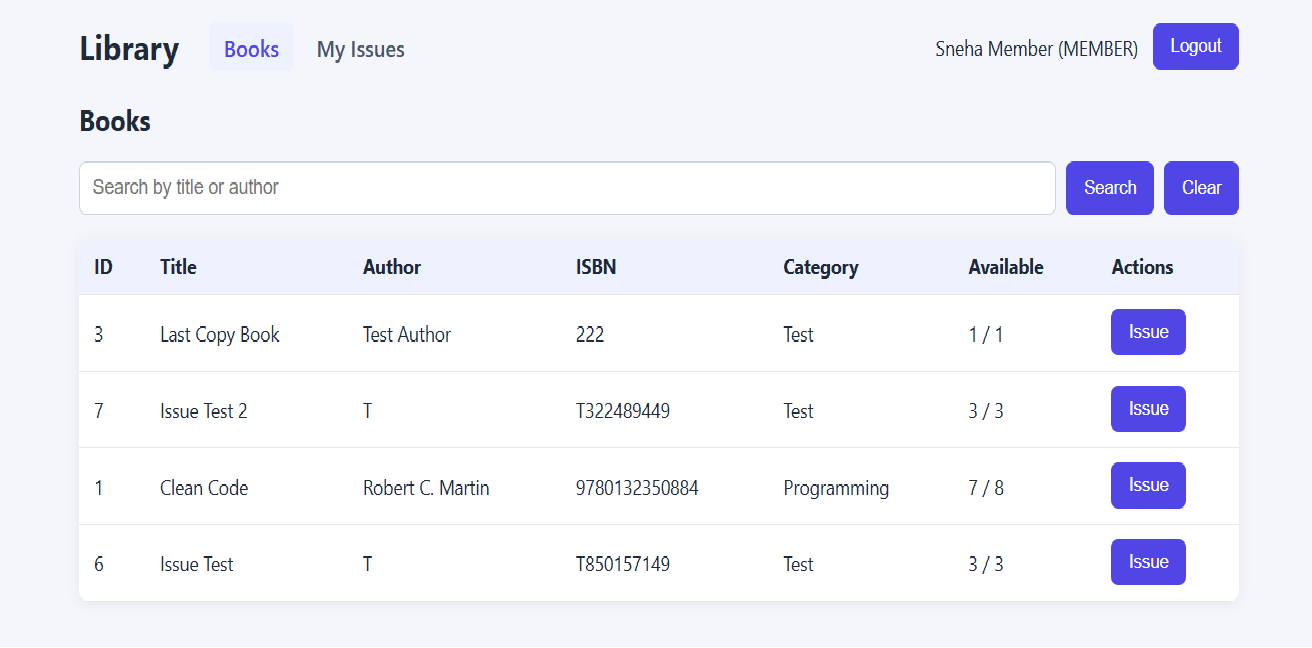 Library Books My Issues Sneha Member (MEMBER) Logout
Books
Search by title or author Search Clear
ID Title Author ISBN Category Available Actions
3 Last Copy Book Test Author 222 Test 1 / 1 Issue
7 Issue Test 2 T T322489449 Test 3 / 3 Issue
1 Clean Code Robert C. Martin 9780132350884 Programming 7 / 8 Issue
6 Issue Test T T850157149 Test 3 / 3 Issue